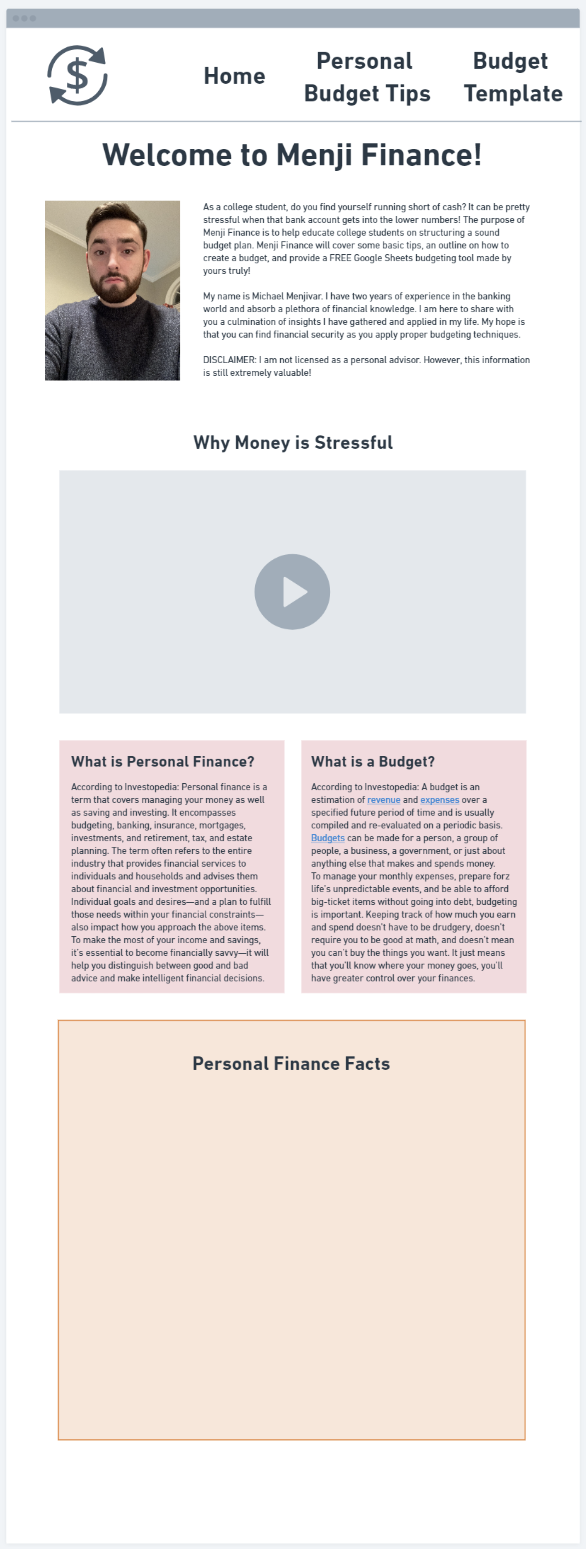 $
Home
Personal
Budget Tips
Budget
Template
Welcome to Menji Finance!
As a college student, do you find yourself running short of cash? It can be pretty
stressful when that bank account gets into the lower numbers! The purpose of
Menji Finance is to help educate college students on structuring a sound
budget plan. Menji Finance will cover some basic tips, an outline on how to
create a budget, and provide a FREE Google Sheets budgeting tool made by
yours truly!
My name is Michael Menjivar. I have two years of experience in the banking
world and absorb a plethora of financial knowledge. I am here to share with
you a culmination of insights I have gathered and applied in my life. My hope is
that you can find financial security as you apply proper budgeting techniques.
DISCLAIMER: I am not licensed as a personal advisor. However, this information
is still extremely valuable!
Why Money is Stressful
What is Personal Finance?
According to Investopedia: Personal finance is a
term that covers managing your money as well
as saving and investing. It encompasses
budgeting, banking, insurance, mortgages,
investments, and retirement, tax, and estate
planning. The term often refers to the entire
industry that provides financial services to
individuals and households and advises them
about financial and investment opportunities.
Individual goals and desires—and a plan to fulfill
those needs within your financial constraints—
also impact how you approach the above items.
To make the most of your income and savings,
it's essential to become financially savvy—it will
help you distinguish between good and bad
advice and make intelligent financial decisions.
What is a Budget?
According to Investopedia: A budget is an
estimation of revenue and expenses over a
specified future period of time and is usually
compiled and re-evaluated on a periodic basis.
Budgets can be made for a person, a group of
people, a business, a government, or just about
anything else that makes and spends money.
To manage your monthly expenses, prepare forz
life's unpredictable events, and be able to afford
big-ticket items without going into debt, budgeting
is important. Keeping track of how much you earn
and spend doesn't have to be drudgery, doesn't
require you to be good at math, and doesn't mean
you can't buy the things you want. It just means
that you'll know where your money goes, you'll
have greater control over your finances.
Personal Finance Facts